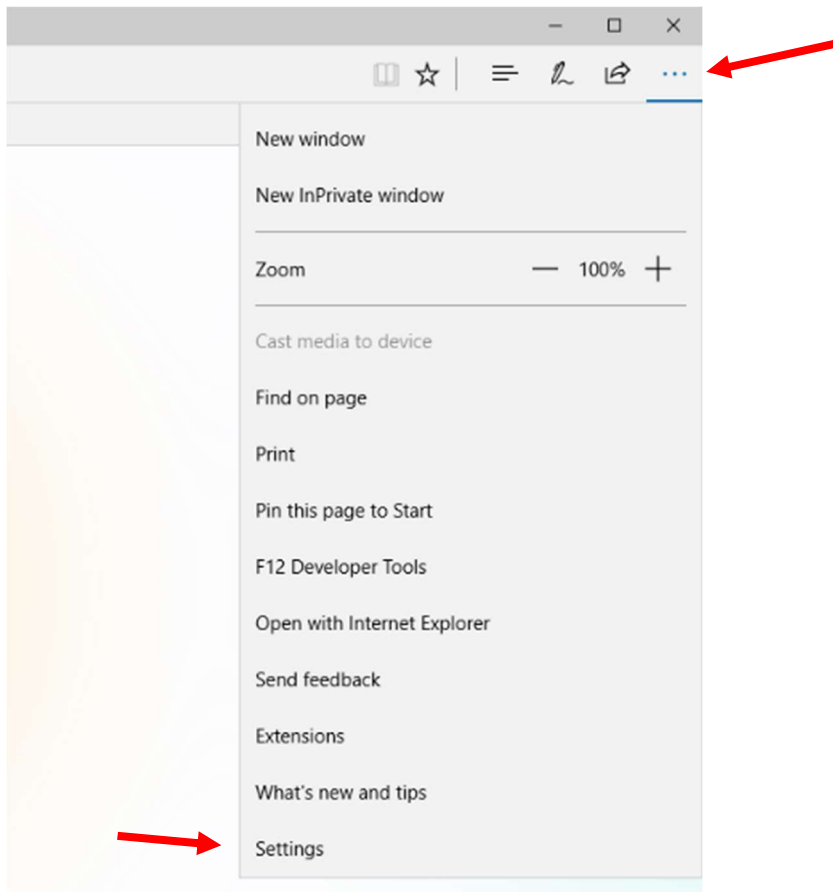 New window
New InPrivate window
Zoom 100%
Cast media to device
Find on page
Print
Pin this page to Start
F12 Developer Tools
Open with Internet Explorer
Send feedback
Extensions
What's new and tips
Settings